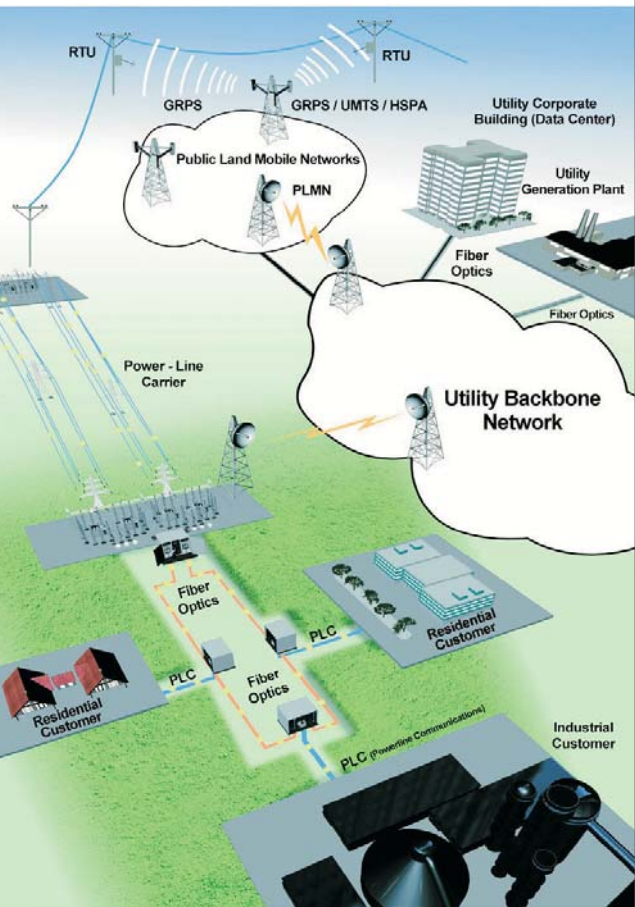 RTU
RTU
GRPS
GRPS / UMTS / HSPA
Utility Corporate
Building (Data Center)
Public Land Mobile Networks
PLMN
Utility
Generation Plant
Fiber
Optics
Fiber Optics
Power - Line
Carrier
Utility Backbone
Network
Fiber
Optics
PLC
Residential
Customer
PLC
Fiber
Optics
Residential
Customer
PLC (Powerline Communications)
Industrial
Customer